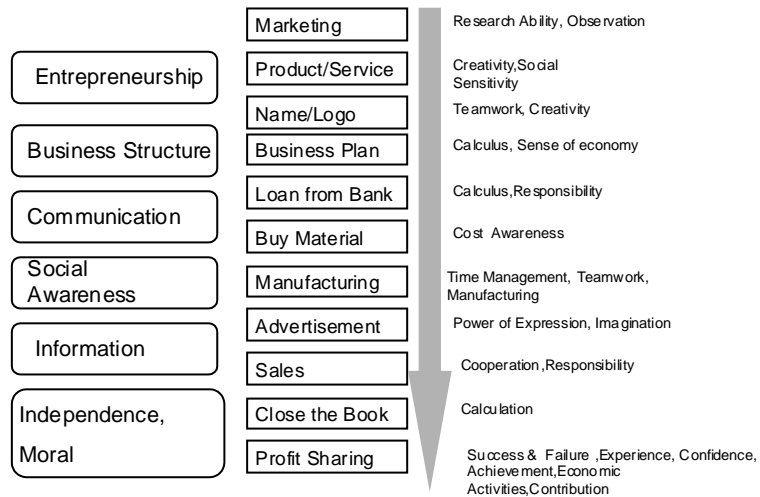 Entrepreneurship
Business Structure
Communication
Social
Awareness
Information
Independence,
Moral
Marketing
Product/Service
Name/Logo
Business Plan
Loan from Bank
Buy Material
Manufacturing
Advertisement
Sales
Close the Book
Profit Sharing
Research Ability, Observation
Creativity,Social
Sensitivity
Teamwork, Creativity
Calculus, Sense of economy
Calculus,Responsibility
Cost Awareness
Time Management, Teamwork,
Manufacturing
Power of Expression, Imagination
Cooperation,Responsibility
Calculation
Success & Failure ,Experience, Confidence,
Achievement,Economic
Activities,Contribution